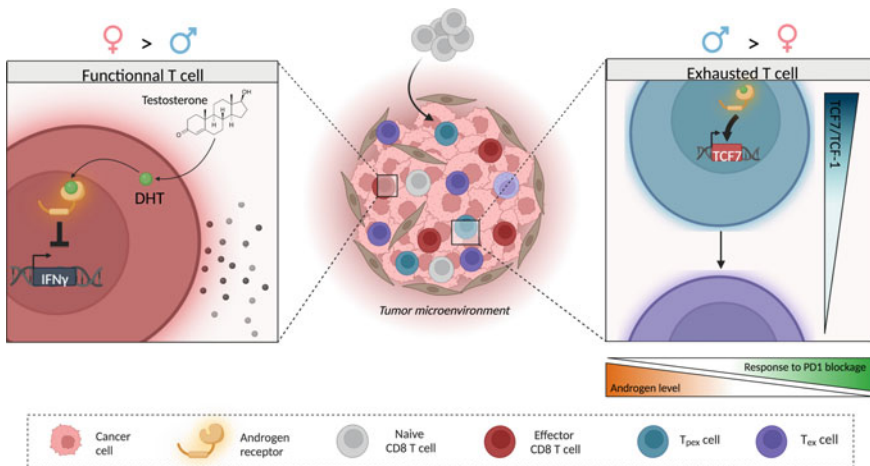 ♀ > ♂
Functionnal T cell
Testosterone
OH
O
H
H
H
DHT
IFNγ
Tumor microenvironment
♂ > ♀
Exhausted T cell
TCF7
TCF7/TCF-1
Response to PD1 blockage
Androgen level
Cancer
cell
Androgen
receptor
Naive
CD8 T cell
Effector
CD8 T cell
Tpex cell
Tex cell